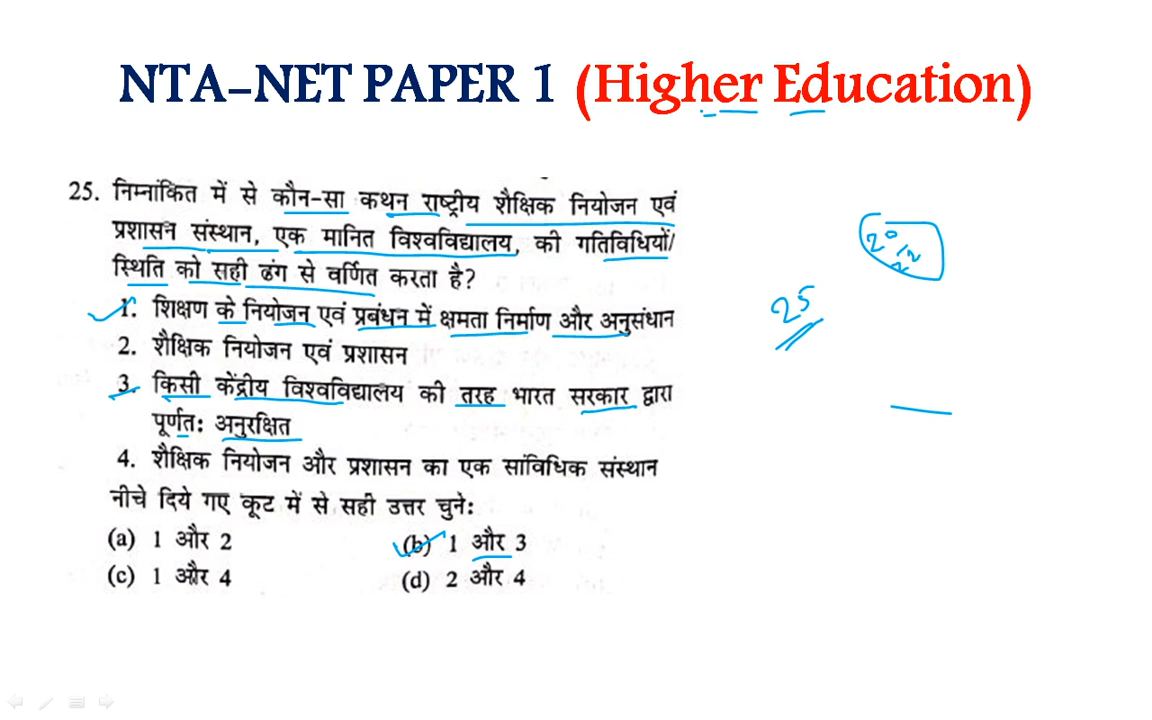 NTA–NET PAPER 1 (Higher Education)
25. निम्नांकित में से कौन-सा कथन राष्ट्रीय शैक्षिक नियोजन एवं
प्रशासन संस्थान, एक मानित विश्वविद्यालय, की गतिविधियों/
स्थिति को सही ढंग से वर्णित करता है?
1. शिक्षण के नियोजन एवं प्रबंधन में क्षमता निर्माण और अनुसंधान
2. शैक्षिक नियोजन एवं प्रशासन
3. किसी केंद्रीय विश्वविद्यालय की तरह भारत सरकार द्वारा
पूर्णत: अनुरक्षित
4. शैक्षिक नियोजन और प्रशासन का एक सांविधिक संस्थान
नीचे दिये गए कूट में से सही उत्तर चुने:
(a) 1 और 2 (b) 1 और 3
(c) 1 और 4 (d) 2 और 4
25